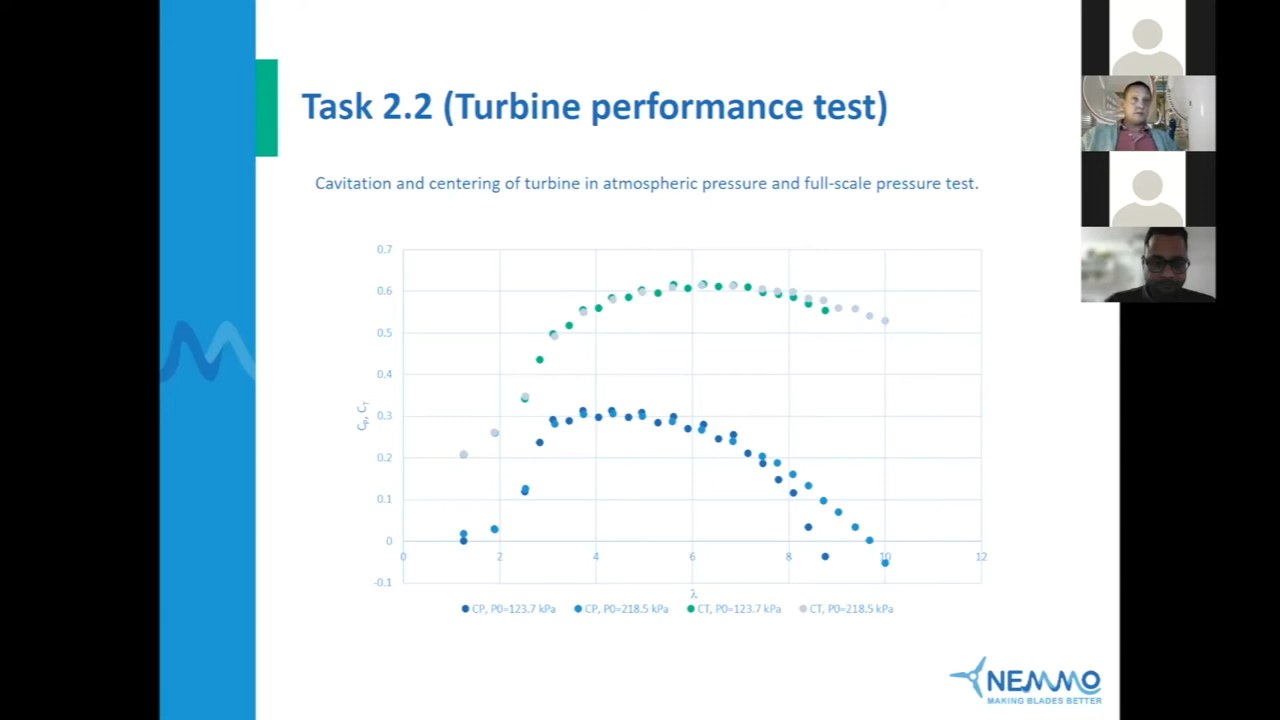 Task 2.2 (Turbine performance test)
Cavitation and centering of turbine in atmospheric pressure and full-scale pressure test.
0.7
0.6
0.5
0.4
0.3
0.2
0.1
0
-0.1
Cp, CT
0 2 4 6 8 10 12
λ
CP, P0=123.7 kPa CP, P0=218.5 kPa CT, P0=123.7 kPa CT, P0=218.5 kPa
NEMMO
MAKING BLADES BETTER